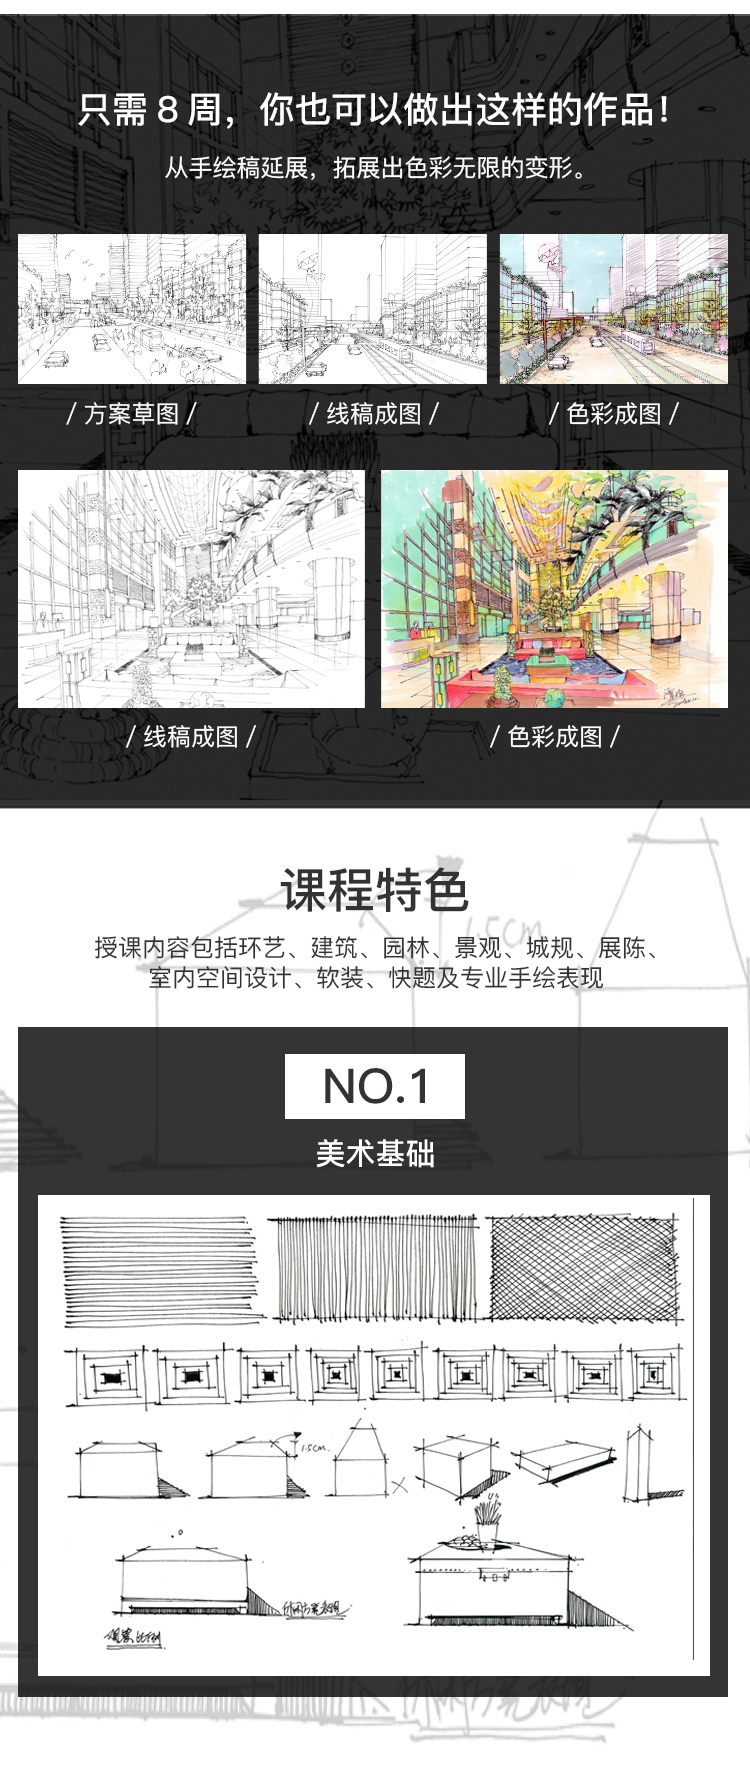 只需 8 周，你也可以做出这样的作品！
从手绘稿延展，拓展出色彩无限的变形。
/ 方案草图 /
/ 线稿成图 /
/ 色彩成图 /
/ 线稿成图 /
/ 色彩成图 /
课程特色
授课内容包括环艺、建筑、园林、景观、城规、展陈、
室内空间设计、软装、快题及专业手绘表现
NO.1
美术基础
1.5cm.